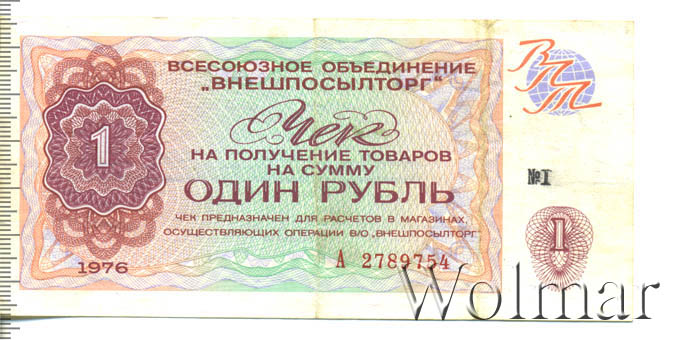 ВСЕСОЮЗНОЕ ОБЪЕДИНЕНИЕ
„ВНЕШПОСЫЛТОРГ"
ВПТ
1
Чек
НА ПОЛУЧЕНИЕ ТОВАРОВ
НА СУММУ
ОДИН РУБЛЬ
№I
ЧЕК ПРЕДНАЗНАЧЕН ДЛЯ РАСЧЕТОВ В МАГАЗИНАХ,
ОСУЩЕСТВЛЯЮЩИХ ОПЕРАЦИИ В/О „ВНЕШПОСЫЛТОРГ"
1
1976
А 2789754
Wolmar